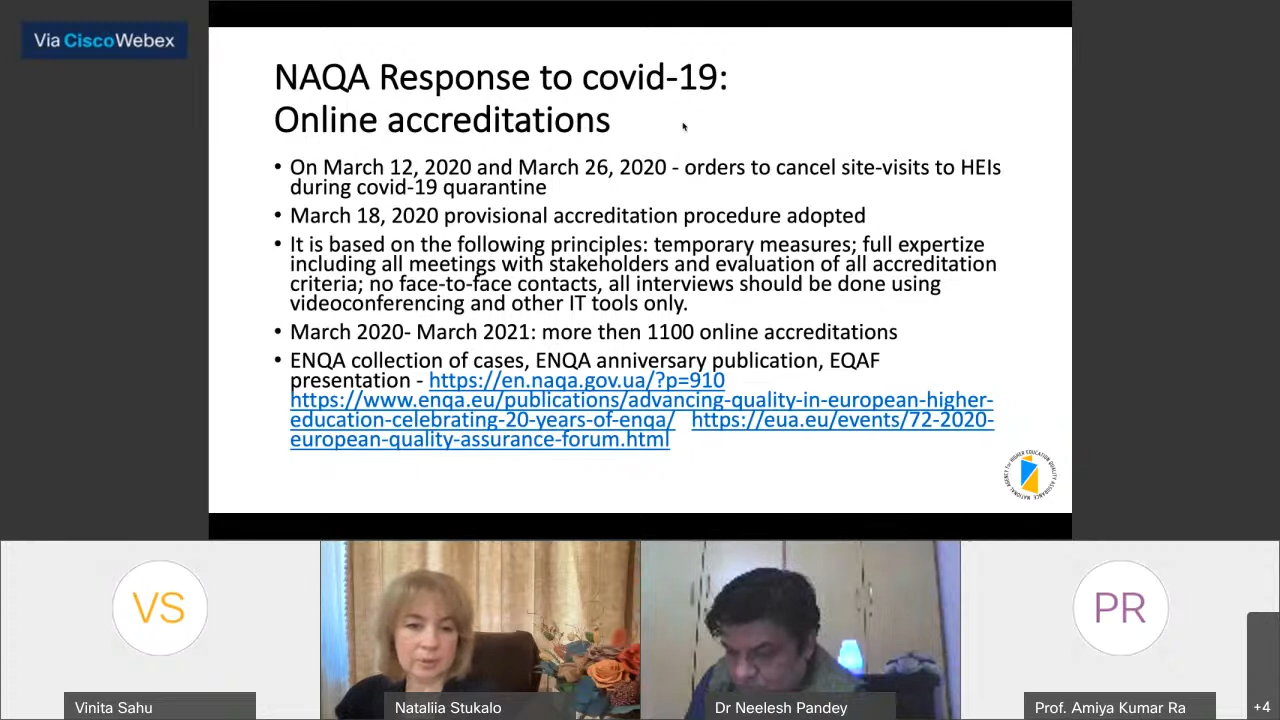 Via CiscoWebex
NAQA Response to covid-19:
Online accreditations
• On March 12, 2020 and March 26, 2020 - orders to cancel site-visits to HEIs
during covid-19 quarantine
• March 18, 2020 provisional accreditation procedure adopted
• It is based on the following principles: temporary measures; full expertize
including all meetings with stakeholders and evaluation of all accreditation
criteria; no face-to-face contacts, all interviews should be done using
videoconferencing and other IT tools only.
• March 2020- March 2021: more then 1100 online accreditations
• ENQA collection of cases, ENQA anniversary publication, EQAF
presentation - https://en.naqa.gov.ua/?p=910
https://www.enqa.eu/publications/advancing-quality-in-european-higher-
education-celebrating-20-years-of-enqa/ https://eua.eu/events/72-2020-
european-quality-assurance-forum.html
NATIONAL AGENCY for HIGHER EDUCATION QUALITY ASSURANCE
VS
PR
Vinita Sahu
Nataliia Stukalo
Dr Neelesh Pandey
Prof. Amiya Kumar Ra
+4